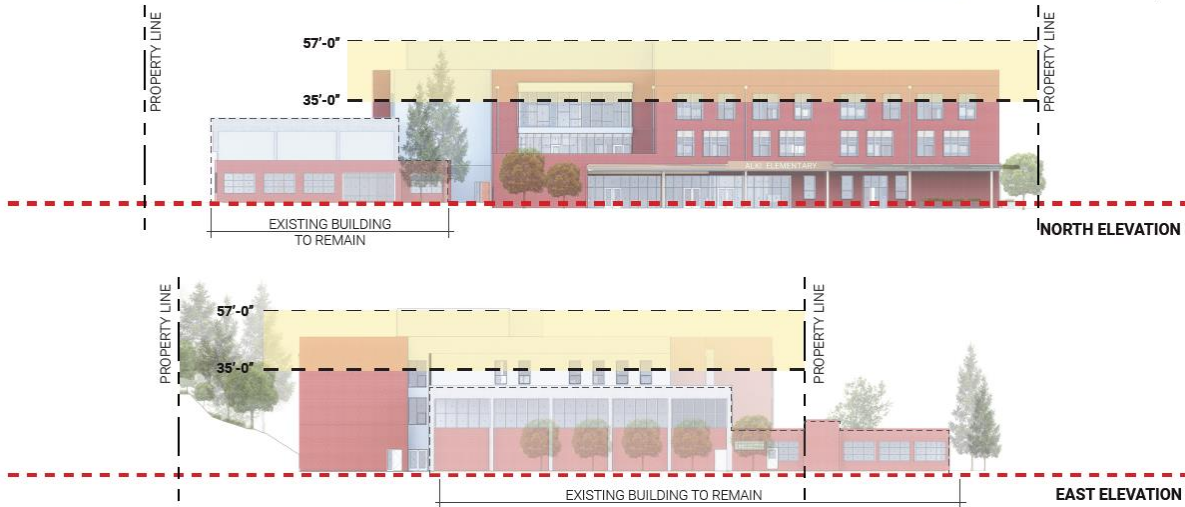 57'-0"
PROPERTY LINE
PROPERTY LINE
35'-0"
ALKI ELEMENTARY
EXISTING BUILDING
TO REMAIN
NORTH ELEVATION
PROPERTY LINE
57'-0"
PROPERTY LINE
35'-0"
EXISTING BUILDING TO REMAIN
EAST ELEVATION